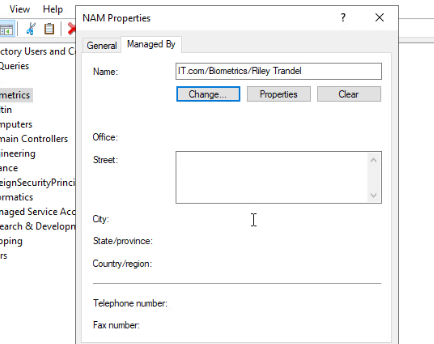 View Help
NAM Properties
? ×
General Managed By
Name: IT.com/Biometrics/Riley Trandel
Change... Properties Clear
Office:
Street:
City:
State/province:
Country/region:
Telephone number:
Fax number:
ctory Users and C
Queries
metrics
tin
mputers
main Controllers
ineering
ance
eignSecurityPrinci
ormatics
naged Service Acc
earch & Developm
pping
rs